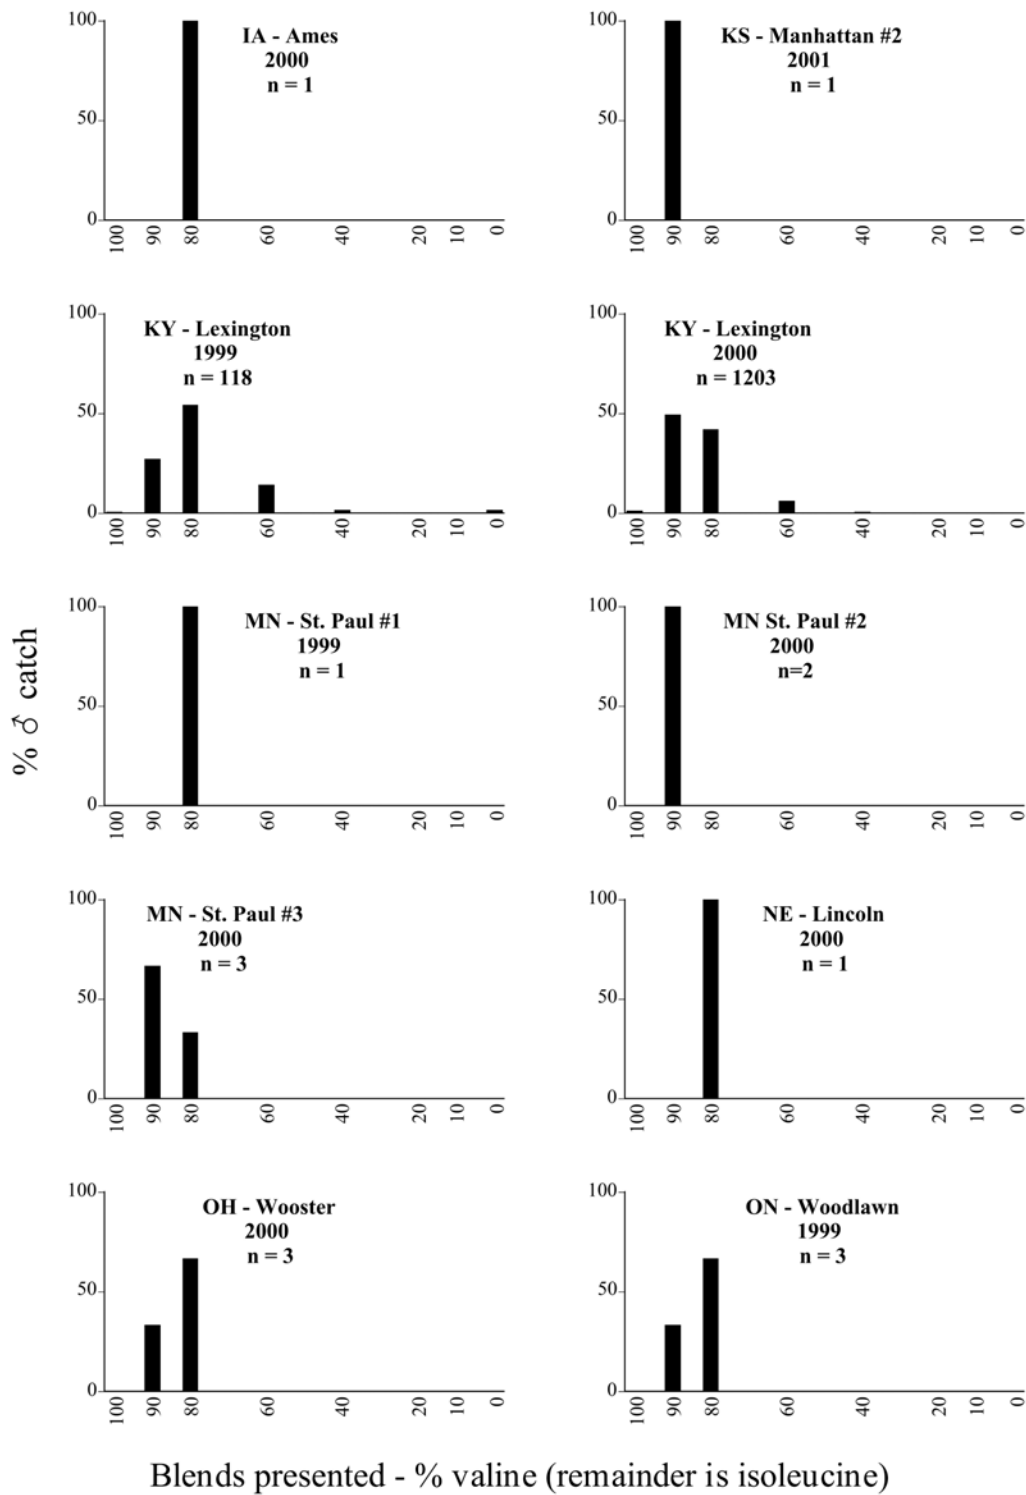 100
50
0
IA - Ames
2000
n = 1
100 90 80 60 40 20 10 0
100
50
0
KS - Manhattan #2
2001
n = 1
100 90 80 60 40 20 10 0
100
50
0
KY - Lexington
1999
n = 118
100 90 80 60 40 20 10 0
100
50
0
KY - Lexington
2000
n = 1203
100 90 80 60 40 20 10 0
100
50
0
MN - St. Paul #1
1999
n = 1
100 90 80 60 40 20 10 0
100
50
0
MN St. Paul #2
2000
n=2
100 90 80 60 40 20 10 0
% ♂ catch
100
50
0
MN - St. Paul #3
2000
n = 3
100 90 80 60 40 20 10 0
100
50
0
NE - Lincoln
2000
n = 1
100 90 80 60 40 20 10 0
100
50
0
OH - Wooster
2000
n = 3
100 90 80 60 40 20 10 0
100
50
0
ON - Woodlawn
1999
n = 3
100 90 80 60 40 20 10 0
Blends presented - % valine (remainder is isoleucine)